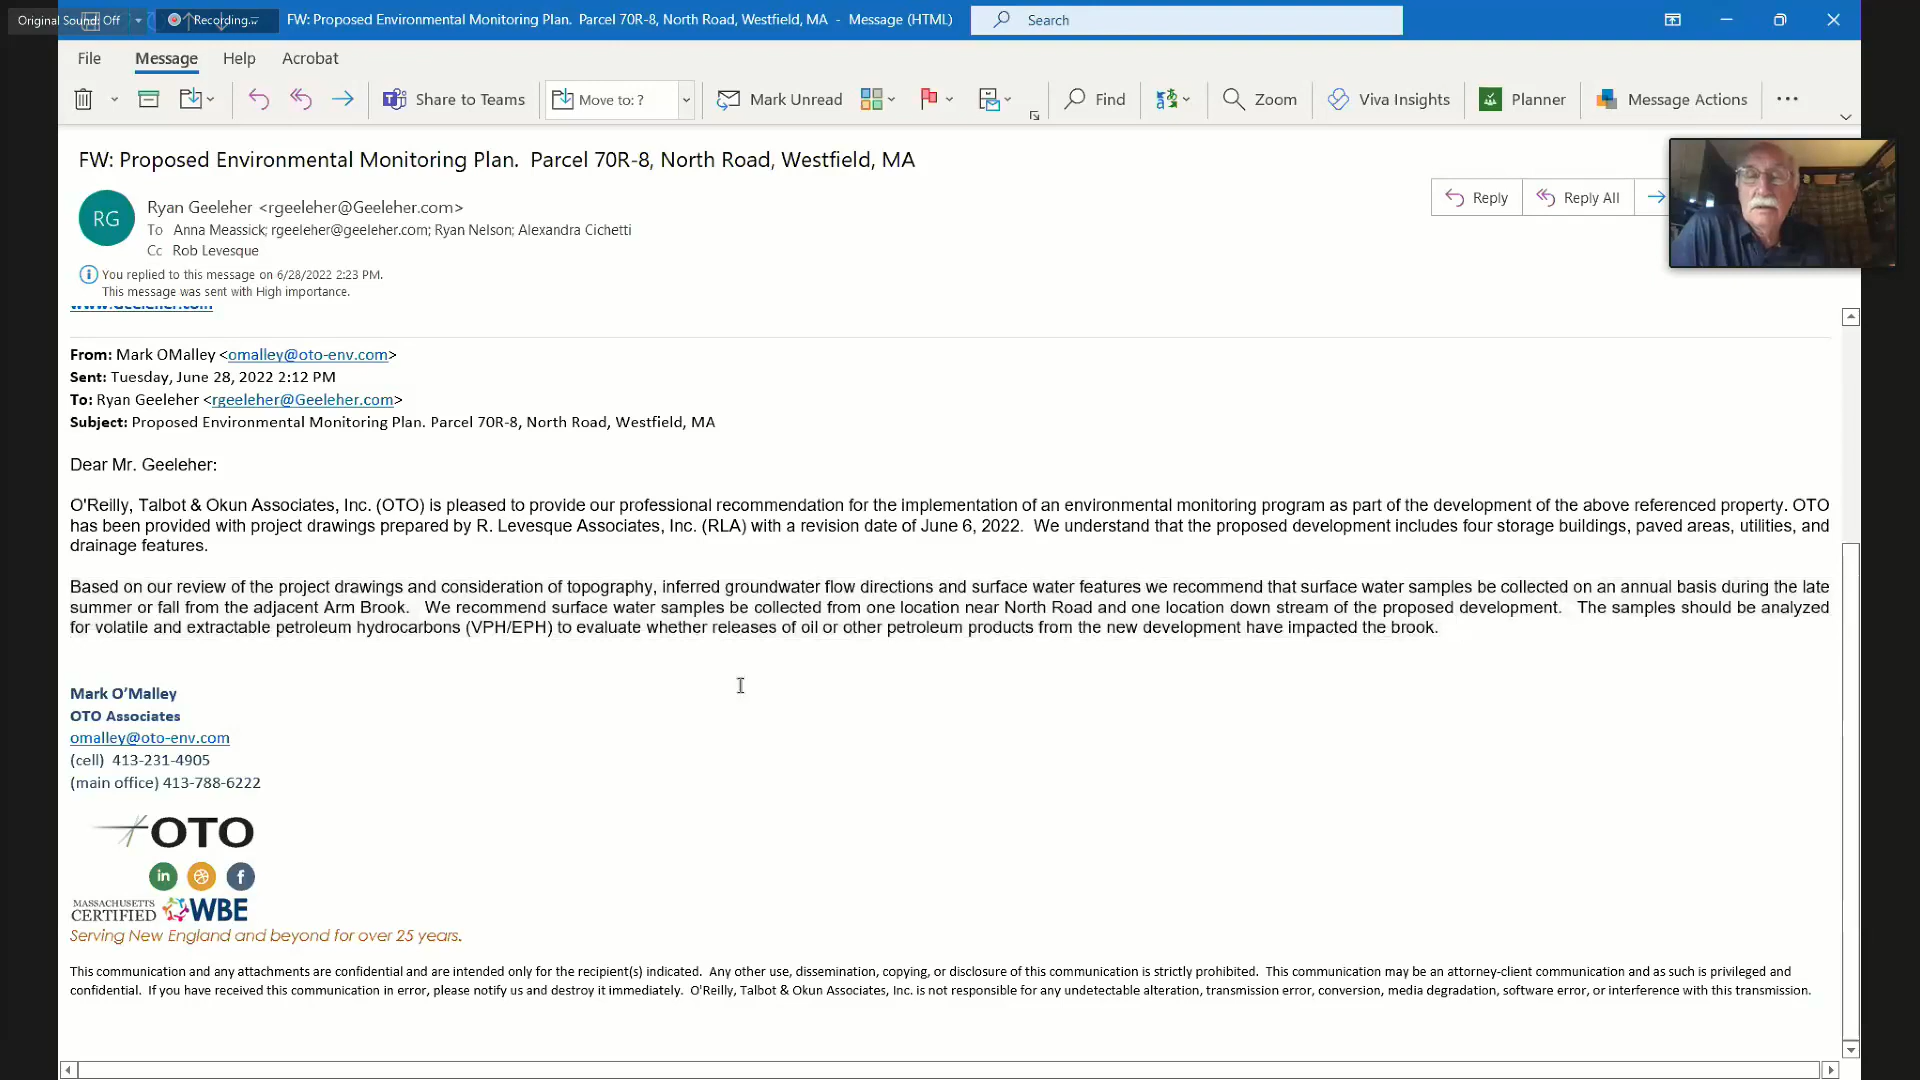 Original Sound: Off
Recording...
FW: Proposed Environmental Monitoring Plan.  Parcel 70R-8, North Road, Westfield, MA  -  Message (HTML)
Search
File
Message
Help
Acrobat
Share to Teams
Move to: ?
Mark Unread
Find
Zoom
Viva Insights
Planner
Message Actions
FW: Proposed Environmental Monitoring Plan.  Parcel 70R-8, North Road, Westfield, MA
RG
Ryan Geeleher <rgeeleher@Geeleher.com>
To  Anna Meassick; rgeeleher@geeleher.com; Ryan Nelson; Alexandra Cichetti
Cc  Rob Levesque
Reply
Reply All
You replied to this message on 6/28/2022 2:23 PM.
This message was sent with High importance.
www.Geeleher.com
From: Mark OMalley <omalley@oto-env.com>
Sent: Tuesday, June 28, 2022 2:12 PM
To: Ryan Geeleher <rgeeleher@Geeleher.com>
Subject: Proposed Environmental Monitoring Plan. Parcel 70R-8, North Road, Westfield, MA
Dear Mr. Geeleher:
O'Reilly, Talbot & Okun Associates, Inc. (OTO) is pleased to provide our professional recommendation for the implementation of an environmental monitoring program as part of the development of the above referenced property. OTO
has been provided with project drawings prepared by R. Levesque Associates, Inc. (RLA) with a revision date of June 6, 2022.  We understand that the proposed development includes four storage buildings, paved areas, utilities, and
drainage features.
Based on our review of the project drawings and consideration of topography, inferred groundwater flow directions and surface water features we recommend that surface water samples be collected on an annual basis during the late
summer or fall from the adjacent Arm Brook.   We recommend surface water samples be collected from one location near North Road and one location down stream of the proposed development.   The samples should be analyzed
for volatile and extractable petroleum hydrocarbons (VPH/EPH) to evaluate whether releases of oil or other petroleum products from the new development have impacted the brook.
Mark O'Malley
OTO Associates
omalley@oto-env.com
(cell)  413-231-4905
(main office) 413-788-6222
OTO
in
f
MASSACHUSETTS
CERTIFIED WBE
Serving New England and beyond for over 25 years.
This communication and any attachments are confidential and are intended only for the recipient(s) indicated.  Any other use, dissemination, copying, or disclosure of this communication is strictly prohibited.  This communication may be an attorney-client communication and as such is privileged and
confidential.  If you have received this communication in error, please notify us and destroy it immediately.  O'Reilly, Talbot & Okun Associates, Inc. is not responsible for any undetectable alteration, transmission error, conversion, media degradation, software error, or interference with this transmission.